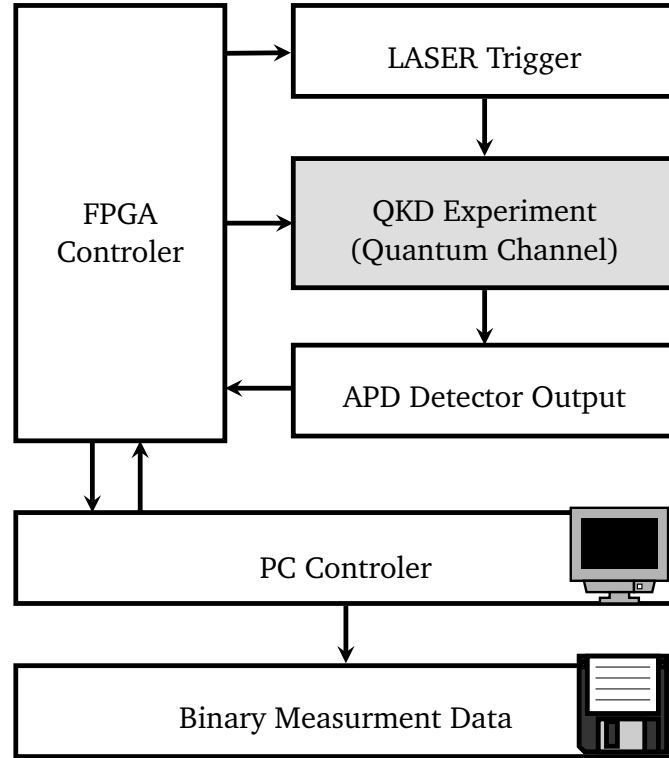 LASER Trigger
FPGA
Controler
QKD Experiment
(Quantum Channel)
APD Detector Output
PC Controler
Binary Measurment Data